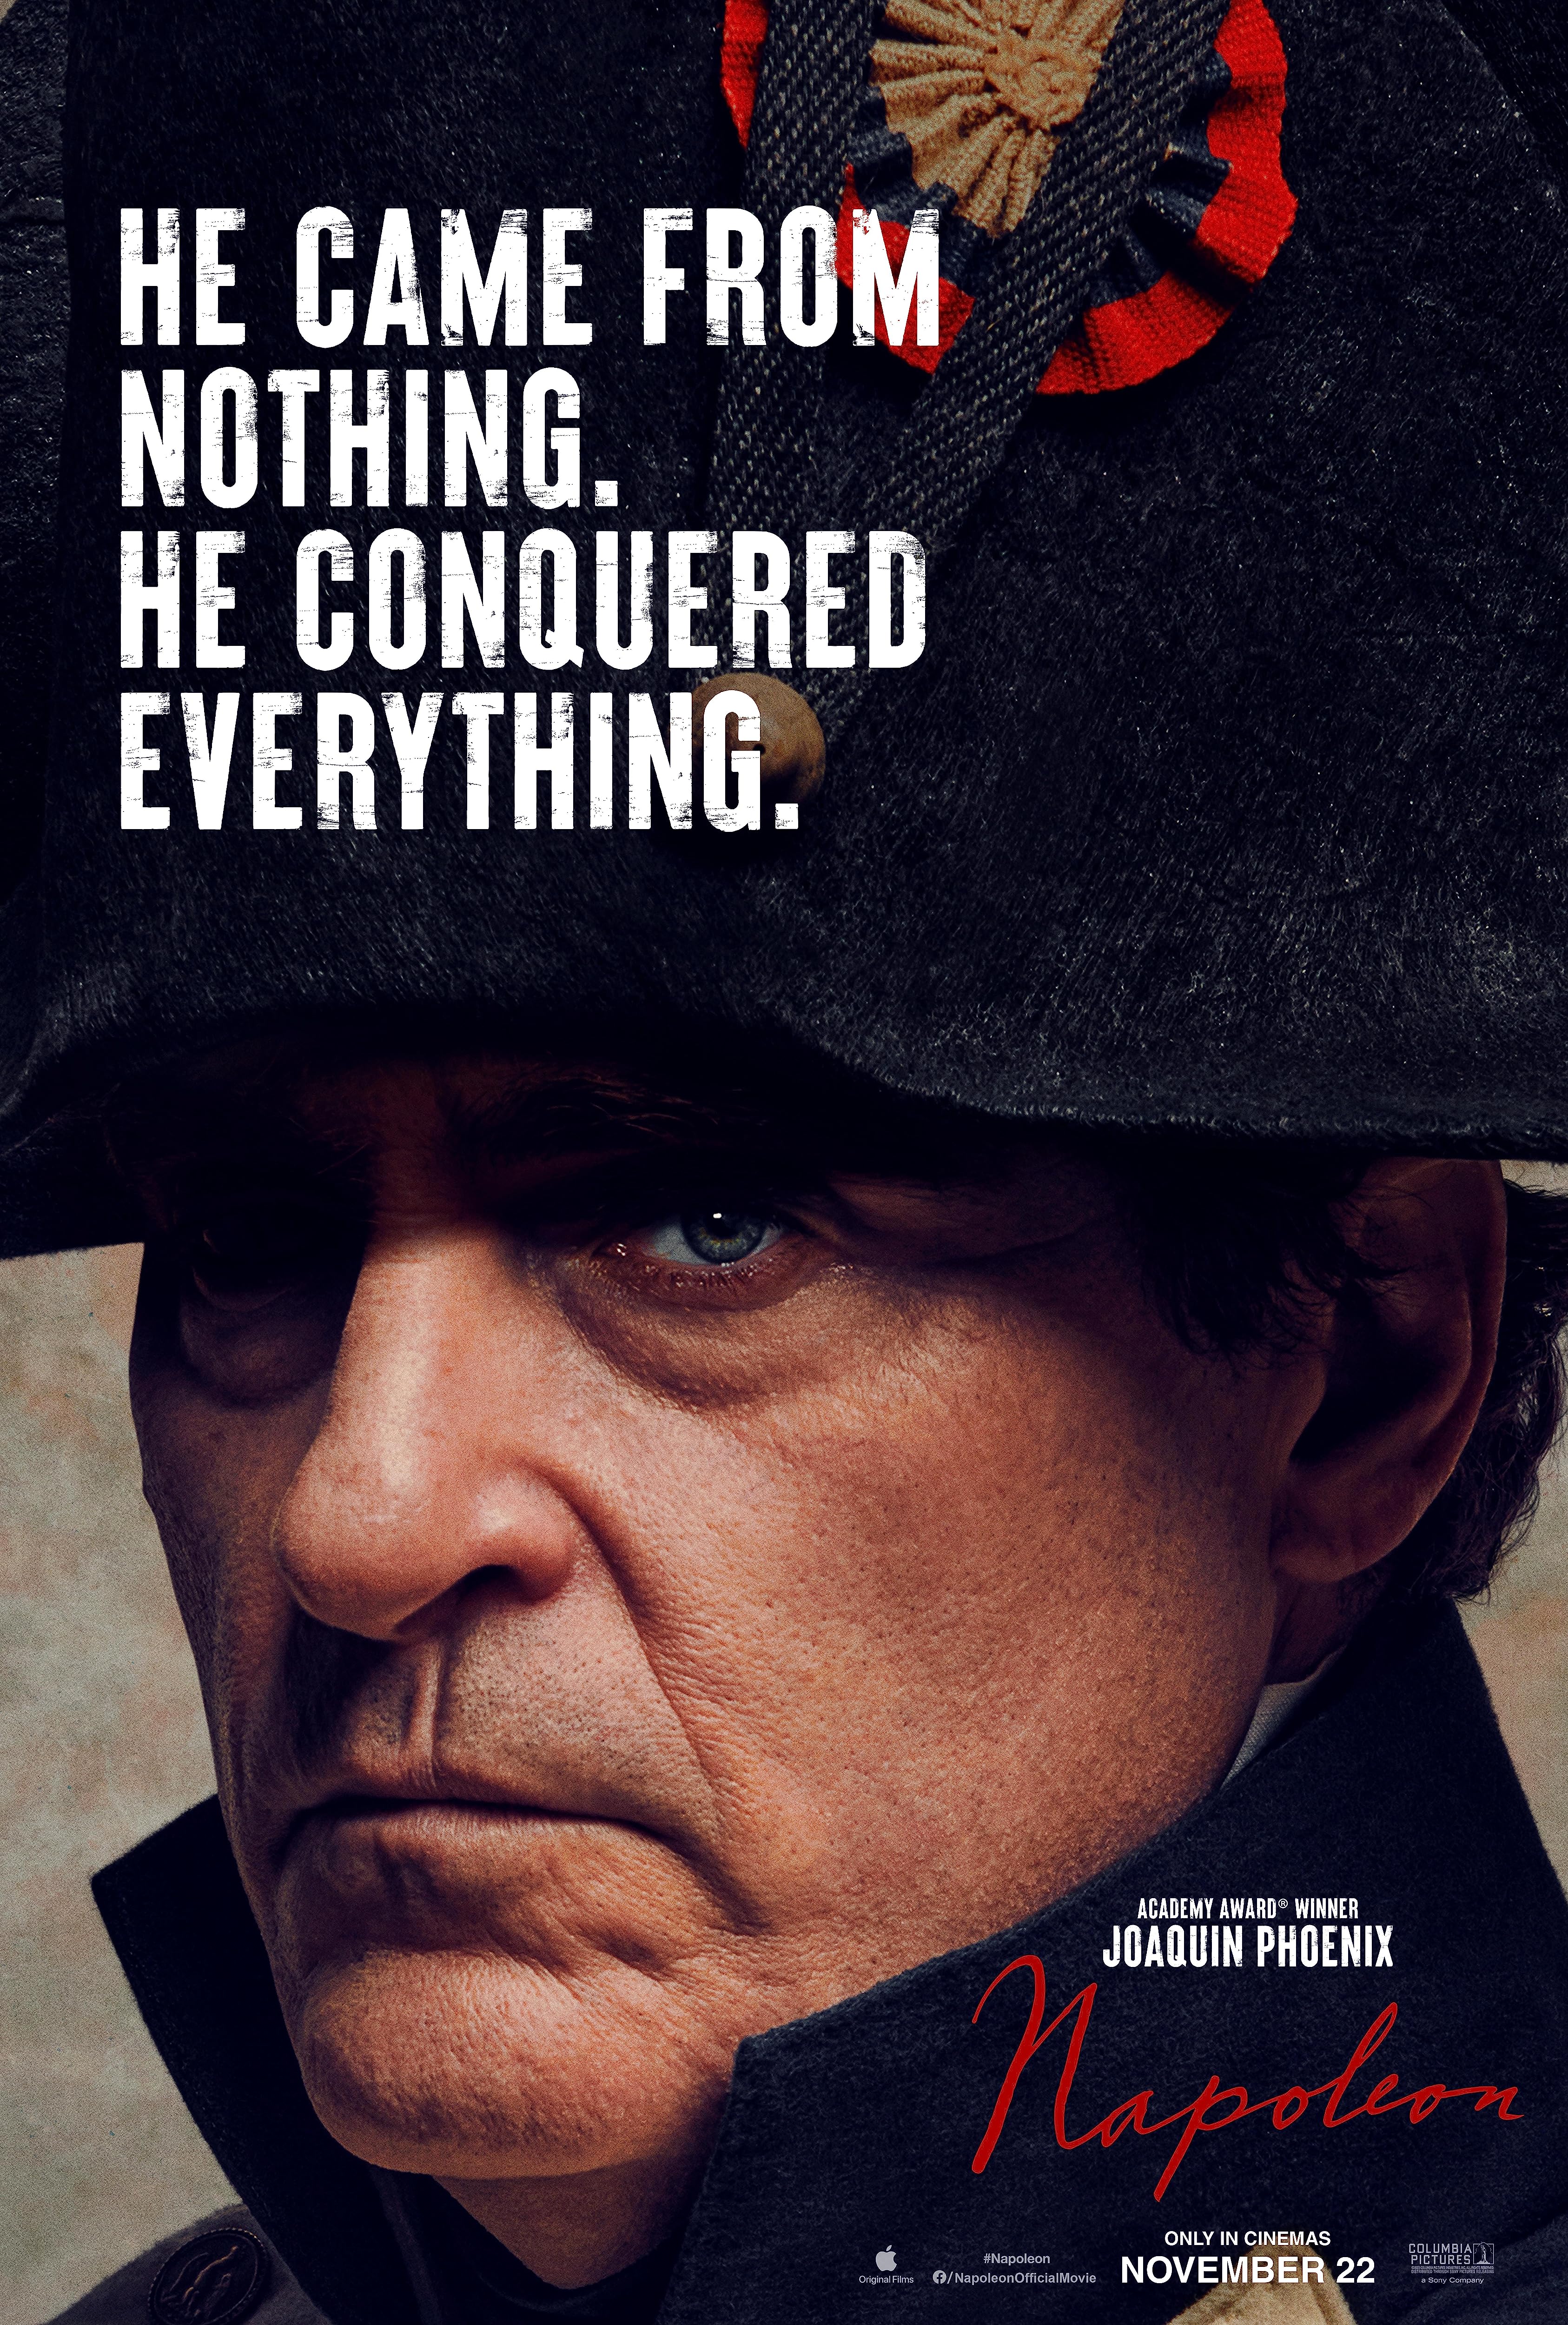 HE CAME FROM
NOTHING.
HE CONQUERED
EVERYTHING.
ACADEMY AWARD® WINNER
JOAQUIN PHOENIX
Napoleon
ONLY IN CINEMAS
NOVEMBER 22
Original Films
#Napoleon
/NapoleonOfficialMovie
COLUMBIA
PICTURES
a Sony Company